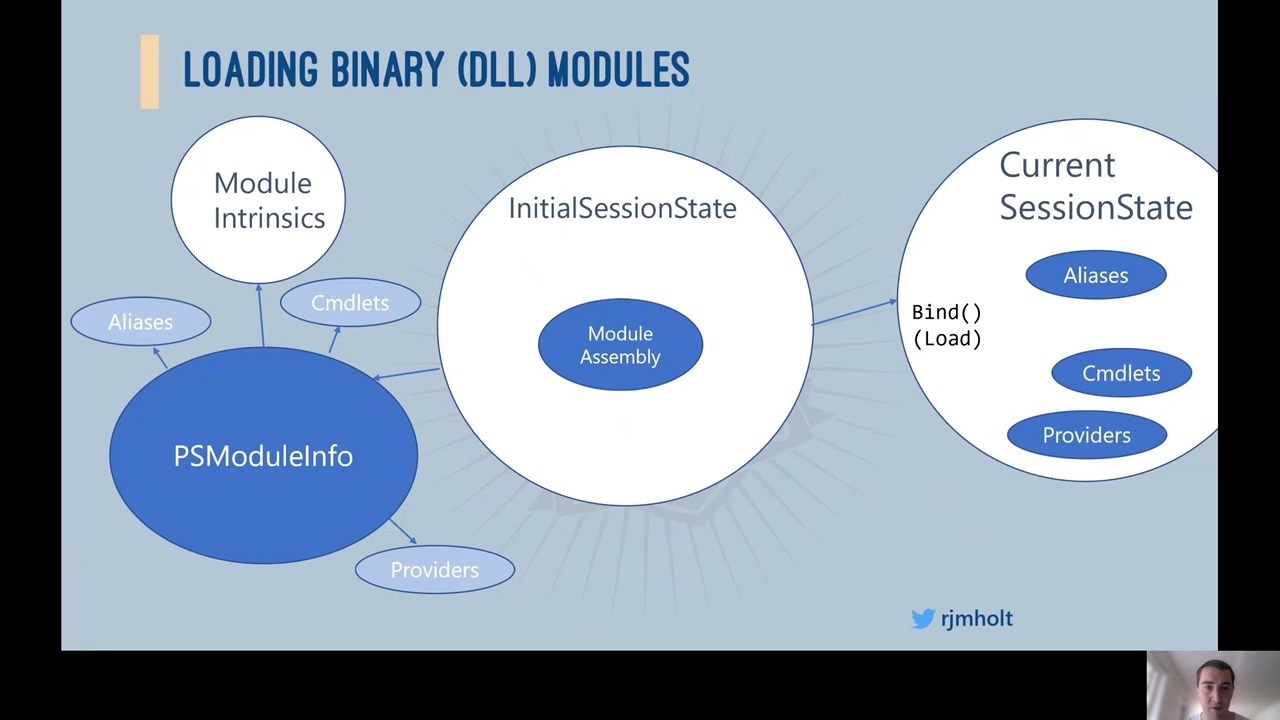 LOADING BINARY (DLL) MODULES
Module
Intrinsics
Aliases
Cmdlets
PSModuleInfo
Providers
InitialSessionState
Module
Assembly
Current
SessionState
Bind()
(Load)
Aliases
Cmdlets
Providers
rjmholt